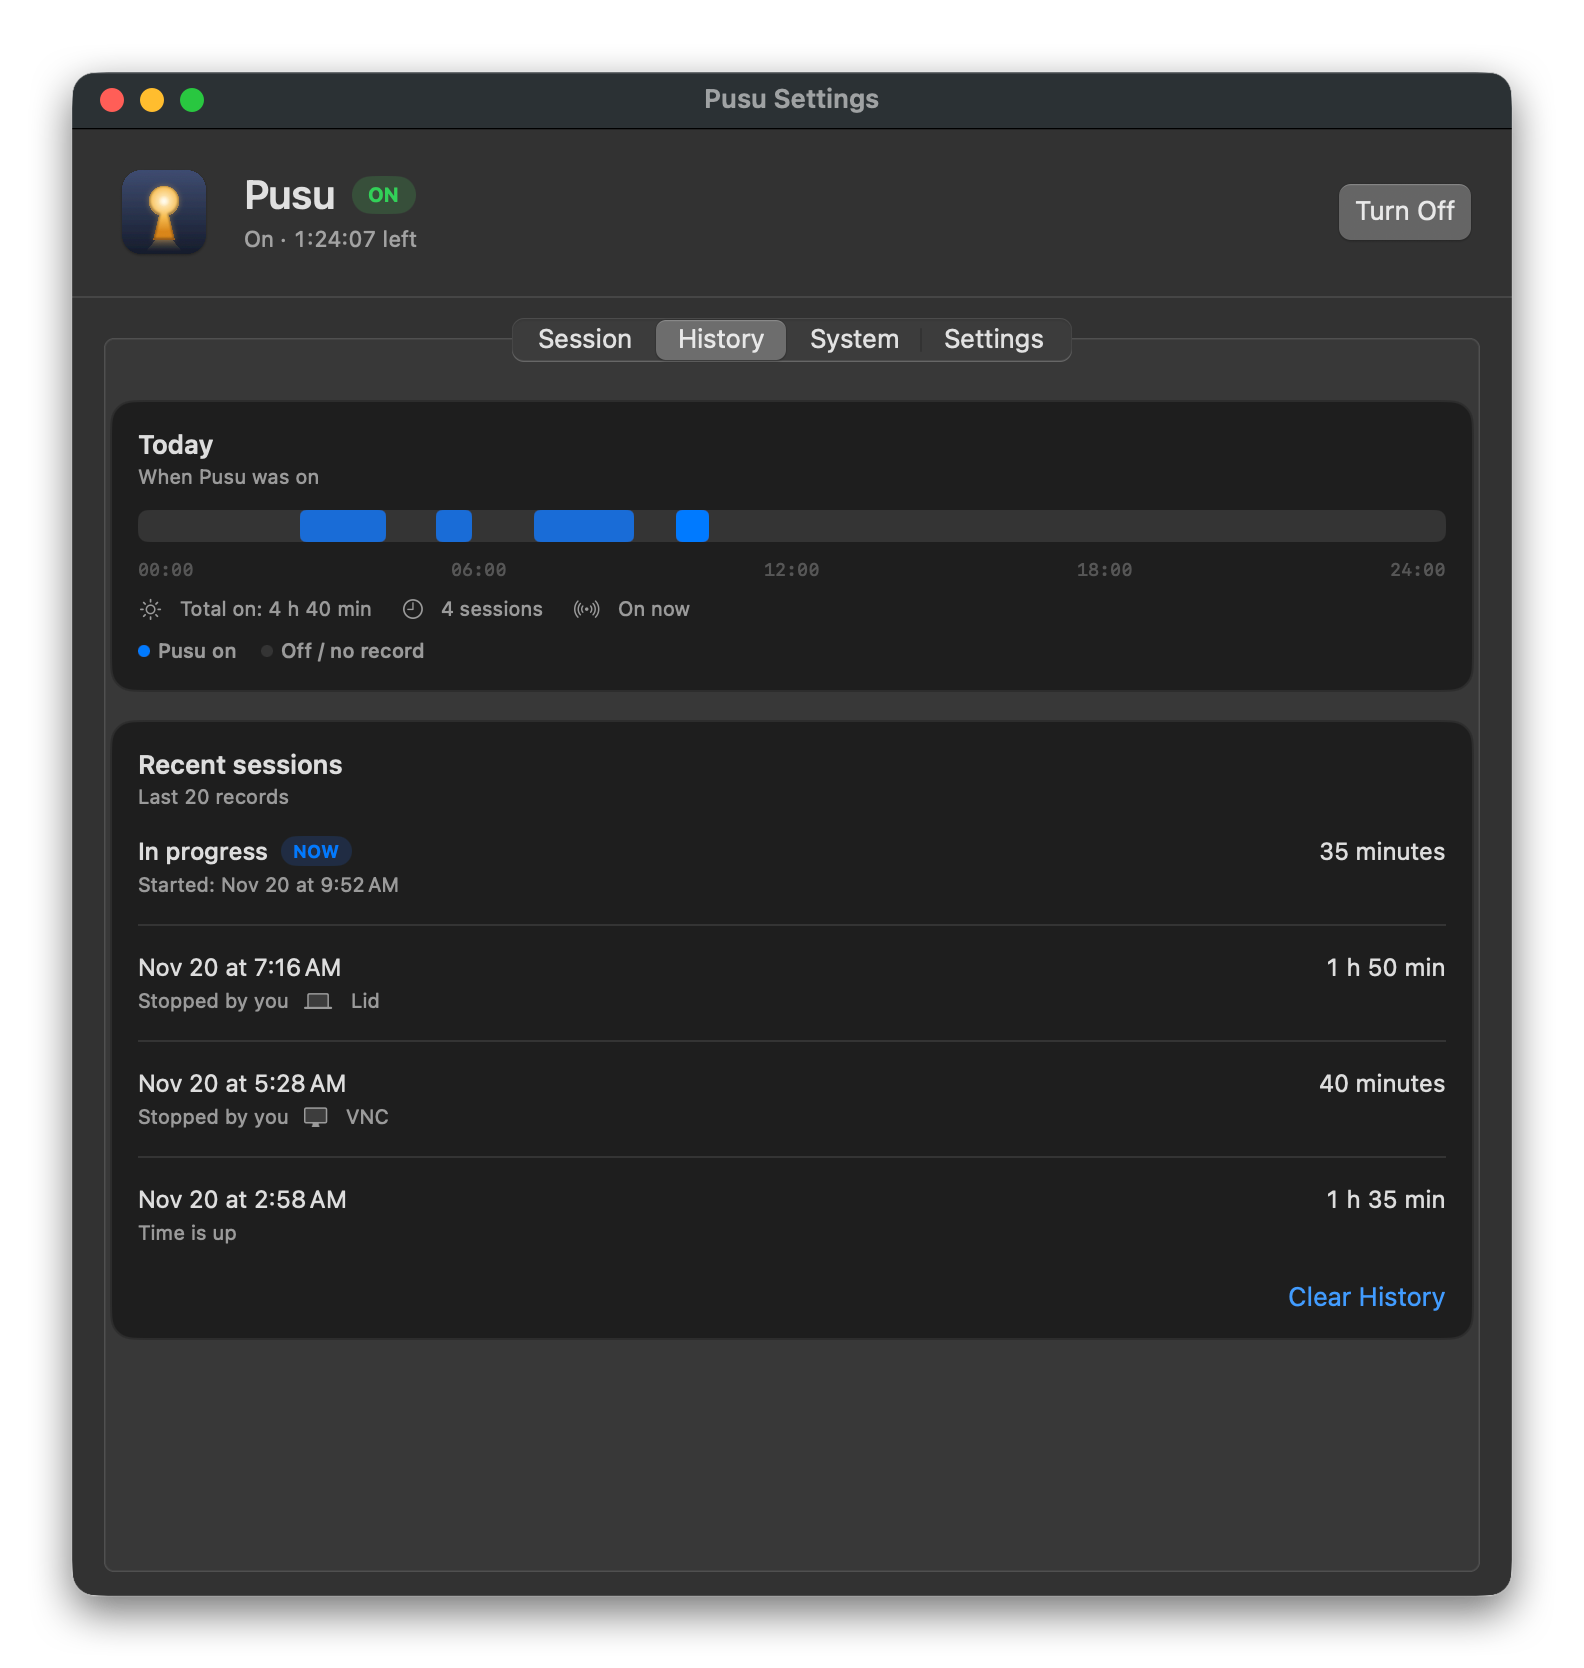 Pusu Settings
Pusu ON
On · 1:24:07 left
Turn Off
Session History System Settings
Today
When Pusu was on
00:00 06:00 12:00 18:00 24:00
Total on: 4 h 40 min 4 sessions On now
Pusu on Off / no record
Recent sessions
Last 20 records
In progress NOW 35 minutes
Started: Nov 20 at 9:52 AM
Nov 20 at 7:16 AM 1 h 50 min
Stopped by you Lid
Nov 20 at 5:28 AM 40 minutes
Stopped by you VNC
Nov 20 at 2:58 AM 1 h 35 min
Time is up
Clear History